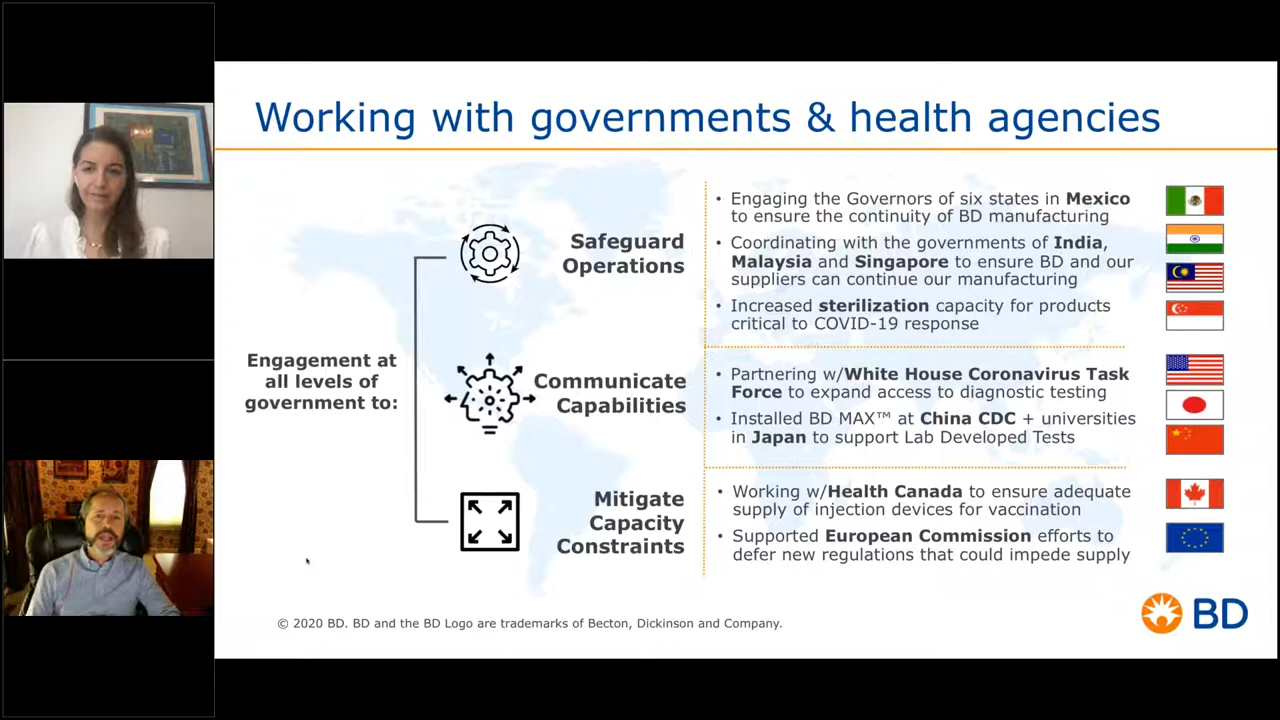 Working with governments & health agencies
Engagement at
all levels of
government to:
Safeguard
Operations
• Engaging the Governors of six states in Mexico
to ensure the continuity of BD manufacturing
• Coordinating with the governments of India,
Malaysia and Singapore to ensure BD and our
suppliers can continue our manufacturing
• Increased sterilization capacity for products
critical to COVID-19 response
Communicate
Capabilities
• Partnering w/White House Coronavirus Task
Force to expand access to diagnostic testing
• Installed BD MAX™ at China CDC + universities
in Japan to support Lab Developed Tests
Mitigate
Capacity
Constraints
• Working w/Health Canada to ensure adequate
supply of injection devices for vaccination
• Supported European Commission efforts to
defer new regulations that could impede supply
© 2020 BD. BD and the BD Logo are trademarks of Becton, Dickinson and Company.
BD